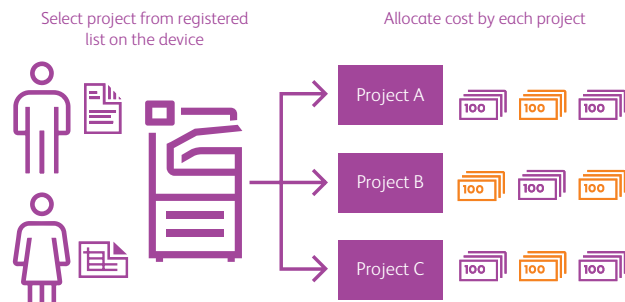 Select project from registered
list on the device
Allocate cost by each project
Project A
100 100 100
Project B
100 100 100
Project C
100 100 100